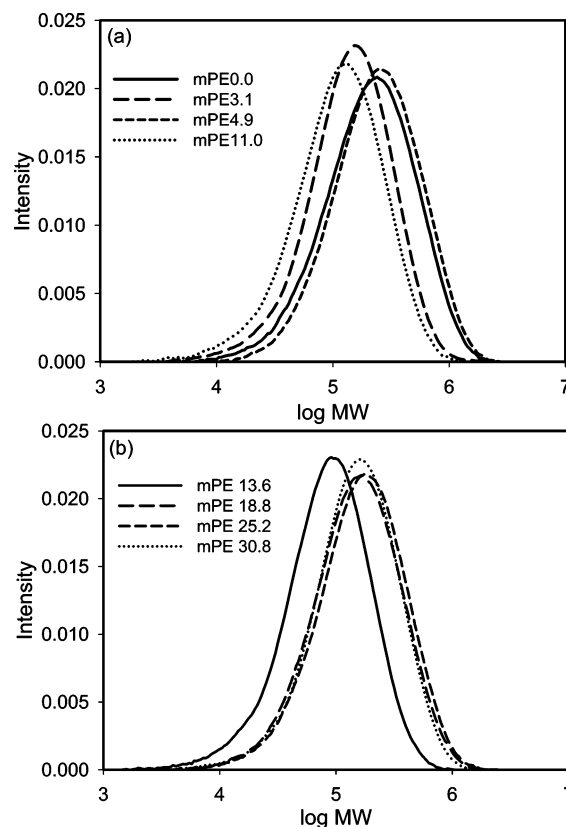 (a)
mPE0.0
mPE3.1
mPE4.9
mPE11.0
Intensity
0.025
0.020
0.015
0.010
0.005
0.000
3 4 5 6 7
log MW
(b)
mPE 13.6
mPE 18.8
mPE 25.2
mPE 30.8
Intensity
0.025
0.020
0.015
0.010
0.005
0.000
3 4 5 6 7
log MW